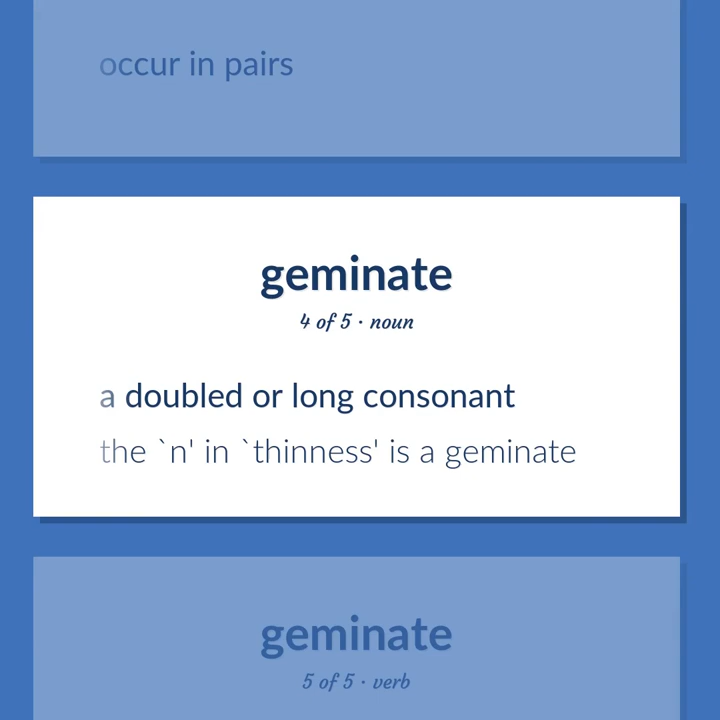 occur in pairs
geminate
4 of 5 · noun
a doubled or long consonant
the `n' in `thinness' is a geminate
geminate
5 of 5 · verb